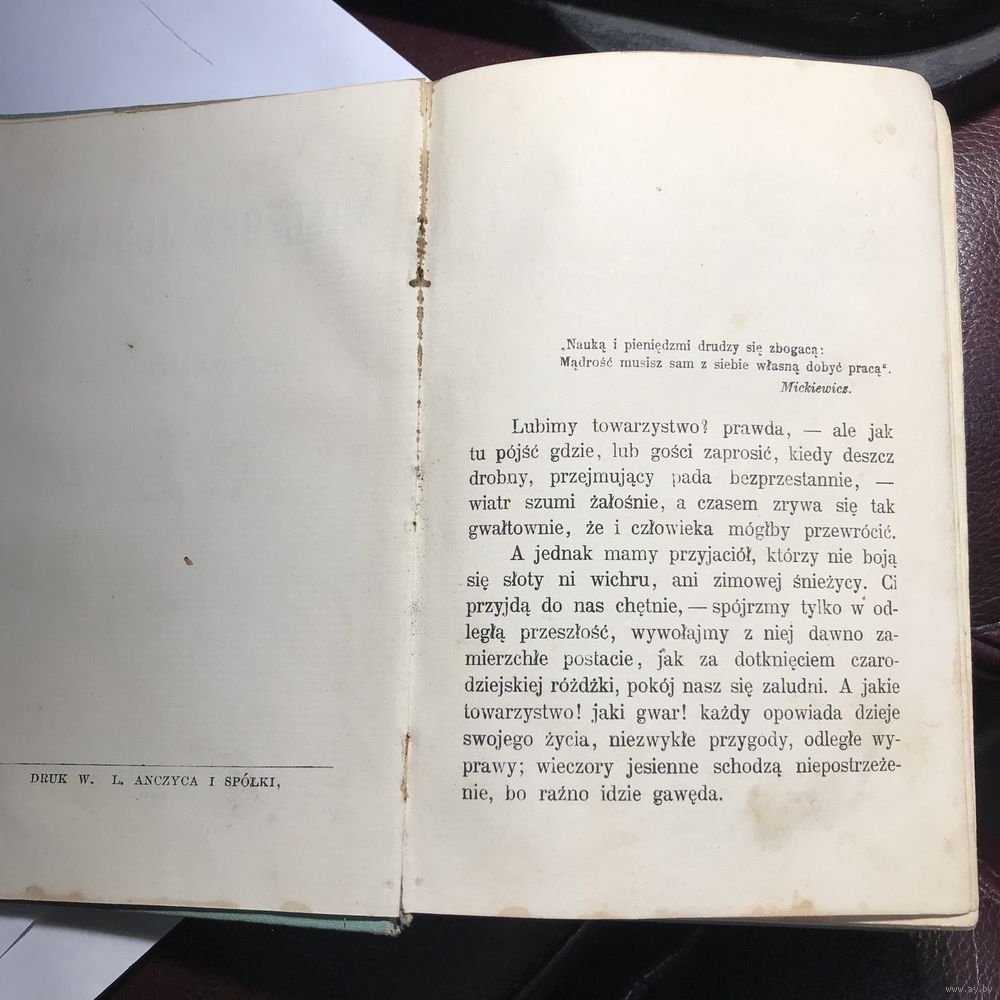 DRUK W. L. ANCZYCA I SPÓŁKI,
„Nauką i pieniędzmi drudzy się zbogacą:
Mądrość musisz sam z siebie własną dobyć pracą“.
Mickiewicz.
Lubimy towarzystwo? prawda, — ale jak
tu pójść gdzie, lub gości zaprosić, kiedy deszcz
drobny, przejmujący pada bezprzestannie, —
wiatr szumi żałośnie, a czasem zrywa się tak
gwałtownie, że i człowieka mógłby przewrócić.
A jednak mamy przyjaciół, którzy nie boją
się słoty ni wichru, ani zimowej śnieżycy. Ci
przyjdą do nas chętnie, — spójrzmy tylko w od-
ległą przeszłość, wywołajmy z niej dawno za-
mierzchłe postacie, jak za dotknięciem czaro-
dziejskiej różdżki, pokój nasz się zaludni. A jakie
towarzystwo! jaki gwar! każdy opowiada dzieje
swojego życia, niezwykłe przygody, odległe wy-
prawy; wieczory jesienne schodzą niepostrzeże-
nie, bo raźno idzie gawęda.
www.ay.by